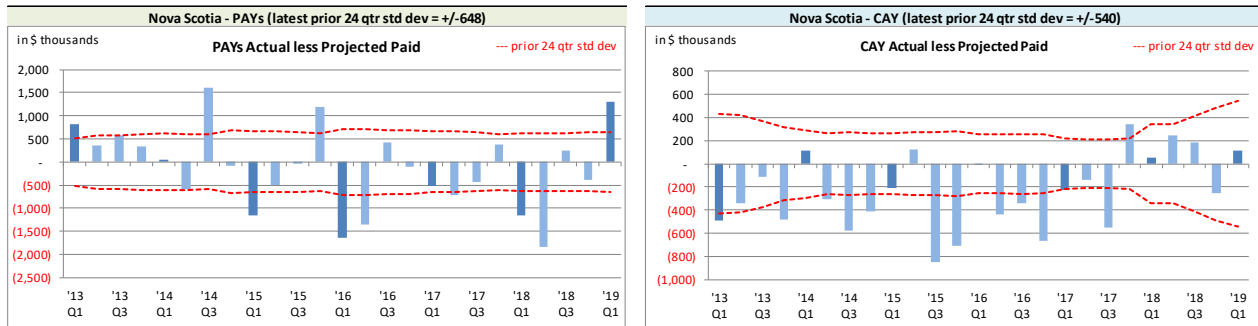 Nova Scotia - PAYs (latest prior 24 qtr std dev = +/-648)
in $ thousands
PAYs Actual less Projected Paid
--- prior 24 qtr std dev
2,000
1,500
1,000
500
-
(500)
(1,000)
(1,500)
(2,000)
(2,500)
'13 '13 '14 '14 '15 '15 '16 '16 '17 '17 '18 '18 '19
Q1 Q3 Q1 Q3 Q1 Q3 Q1 Q3 Q1 Q3 Q1 Q3 Q1
Nova Scotia - CAY (latest prior 24 qtr std dev = +/-540)
in $ thousands
CAY Actual less Projected Paid
--- prior 24 qtr std dev
800
600
400
200
-
(200)
(400)
(600)
(800)
(1,000)
'13 '13 '14 '14 '15 '15 '16 '16 '17 '17 '18 '18 '19
Q1 Q3 Q1 Q3 Q1 Q3 Q1 Q3 Q1 Q3 Q1 Q3 Q1